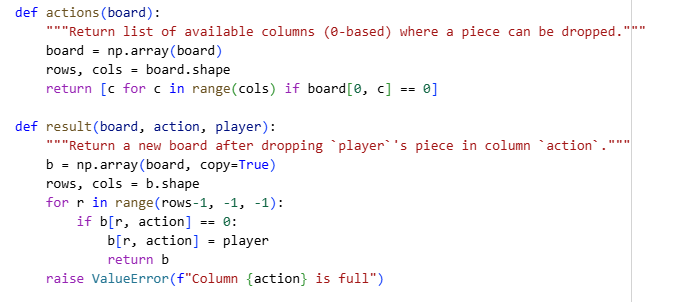 def actions(board):
    """Return list of available columns (0-based) where a piece can be dropped."""
    board = np.array(board)
    rows, cols = board.shape
    return [c for c in range(cols) if board[0, c] == 0]

def result(board, action, player):
    """Return a new board after dropping `player`'s piece in column `action`."""
    b = np.array(board, copy=True)
    rows, cols = b.shape
    for r in range(rows-1, -1, -1):
        if b[r, action] == 0:
            b[r, action] = player
            return b
    raise ValueError(f"Column {action} is full")